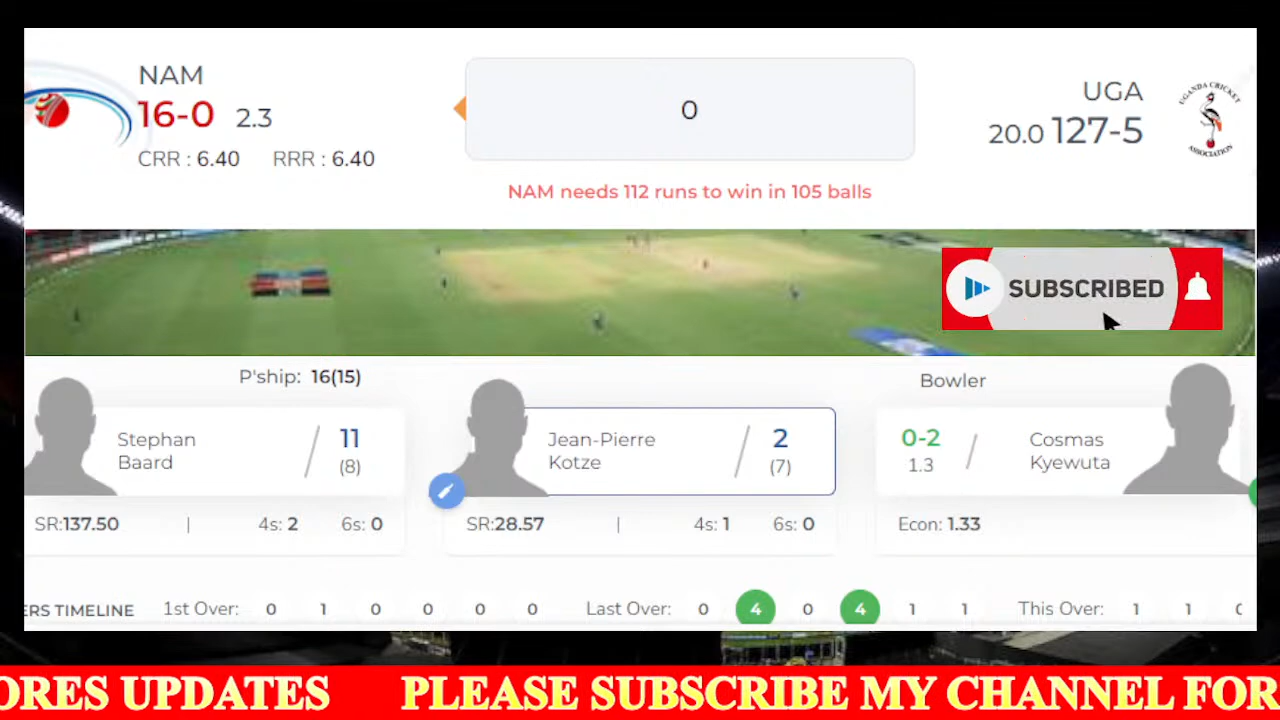 NAM
16-0 2.3
CRR : 6.40 RRR : 6.40
0
NAM needs 112 runs to win in 105 balls
UGA
20.0 127-5
UGANDA CRICKET
ASSOCIATION
SUBSCRIBED
P'ship: 16(15)
Bowler
Stephan
Baard
11
(8)
SR:137.50 | 4s: 2 6s: 0
Jean-Pierre
Kotze
2
(7)
SR:28.57 | 4s: 1 6s: 0
0-2
1.3
Cosmas
Kyewuta
Econ: 1.33
ERS TIMELINE 1st Over: 0 1 0 0 0 0 Last Over: 0 4 0 4 1 1 This Over: 1 1 0
ORES UPDATES PLEASE SUBSCRIBE MY CHANNEL FOR